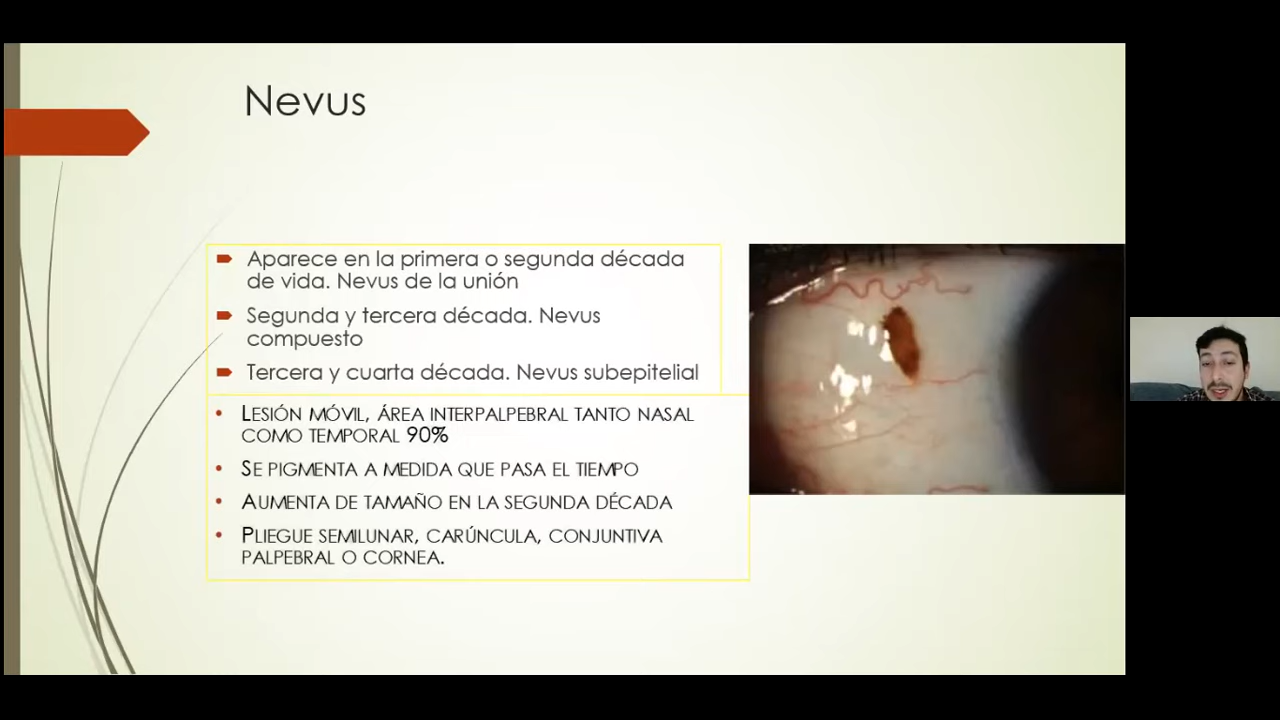 Nevus
Aparece en la primera o segunda década
de vida. Nevus de la unión
Segunda y tercera década. Nevus
compuesto
Tercera y cuarta década. Nevus subepitelial
LESIÓN MÓVIL, ÁREA INTERPALPEBRAL TANTO NASAL
COMO TEMPORAL 90%
SE PIGMENTA A MEDIDA QUE PASA EL TIEMPO
AUMENTA DE TAMAÑO EN LA SEGUNDA DÉCADA
PLIEGUE SEMILUNAR, CARÚNCULA, CONJUNTIVA
PALPEBRAL O CORNEA.